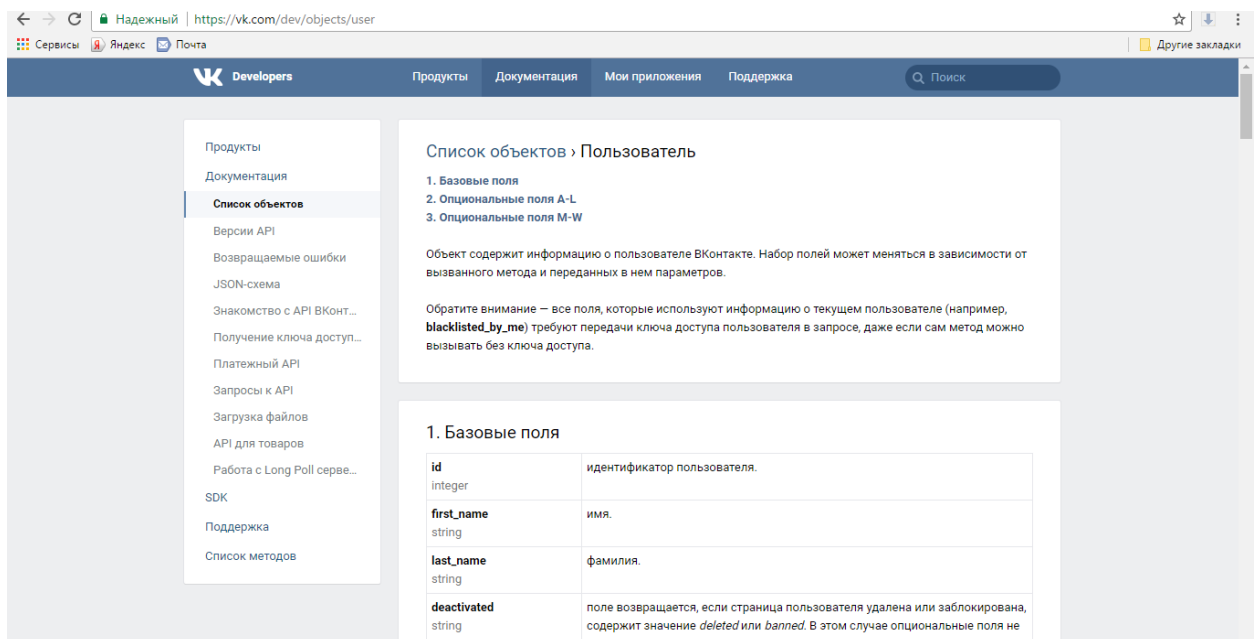 Надежный | https://vk.com/dev/objects/user
Сервисы Яндекс Почта Другие закладки
Developers Продукты Документация Мои приложения Поддержка Поиск
Продукты
Документация
Список объектов
Версии API
Возвращаемые ошибки
JSON-схема
Знакомство с API ВКонт...
Получение ключа доступ...
Платежный API
Запросы к API
Загрузка файлов
API для товаров
Работа с Long Poll серве...
SDK
Поддержка
Список методов
Список объектов › Пользователь
1. Базовые поля
2. Опциональные поля A-L
3. Опциональные поля M-W
Объект содержит информацию о пользователе ВКонтакте. Набор полей может меняться в зависимости от
вызванного метода и переданных в нем параметров.
Обратите внимание — все поля, которые используют информацию о текущем пользователе (например,
blacklisted_by_me) требуют передачи ключа доступа пользователя в запросе, даже если сам метод можно
вызывать без ключа доступа.
1. Базовые поля
id идентификатор пользователя.
integer
first_name имя.
string
last_name фамилия.
string
deactivated поле возвращается, если страница пользователя удалена или заблокирована,
string содержит значение deleted или banned. В этом случае опциональные поля не